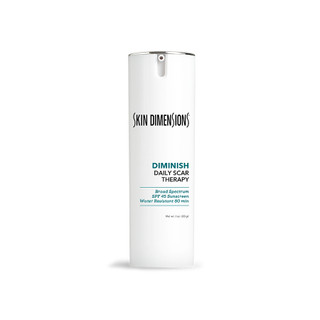 SKIN DIMENSIONS
DIMINISH
DAILY SCAR
THERAPY
Broad Spectrum
SPF 45 Sunscreen
Water Resistant 80 min